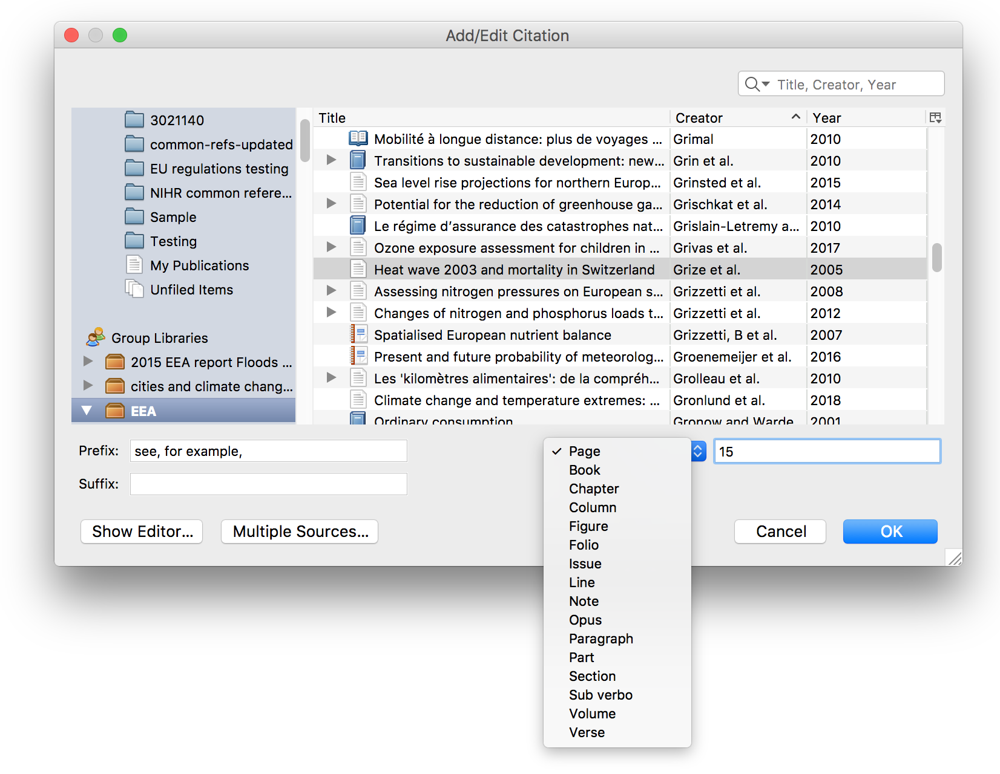 Add/Edit Citation
Title, Creator, Year
3021140
common-refs-updated
EU regulations testing
NIHR common refere...
Sample
Testing
My Publications
Unfiled Items
Group Libraries
2015 EEA report Floods ...
cities and climate chang...
EEA
Title Creator Year
Mobilité à longue distance: plus de voyages ... Grimal 2010
Transitions to sustainable development: new... Grin et al. 2010
Sea level rise projections for northern Europ... Grinsted et al. 2015
Potential for the reduction of greenhouse ga... Grischkat et al. 2014
Le régime d’assurance des catastrophes nat... Grislain-Letremy a... 2010
Ozone exposure assessment for children in ... Grivas et al. 2017
Heat wave 2003 and mortality in Switzerland Grize et al. 2005
Assessing nitrogen pressures on European s... Grizzetti et al. 2008
Changes of nitrogen and phosphorus loads t... Grizzetti et al. 2012
Spatialised European nutrient balance Grizzetti, B et al. 2007
Present and future probability of meteorolog... Groenemeijer et al. 2016
Les 'kilomètres alimentaires': de la compréh... Grolleau et al. 2010
Climate change and temperature extremes: ... Gronlund et al. 2018
Ordinary consumption Gronow and Warde 2001
Prefix: see, for example,
Suffix:
Page
Book
Chapter
Column
Figure
Folio
Issue
Line
Note
Opus
Paragraph
Part
Section
Sub verbo
Volume
Verse
15
Show Editor...
Multiple Sources...
Cancel
OK